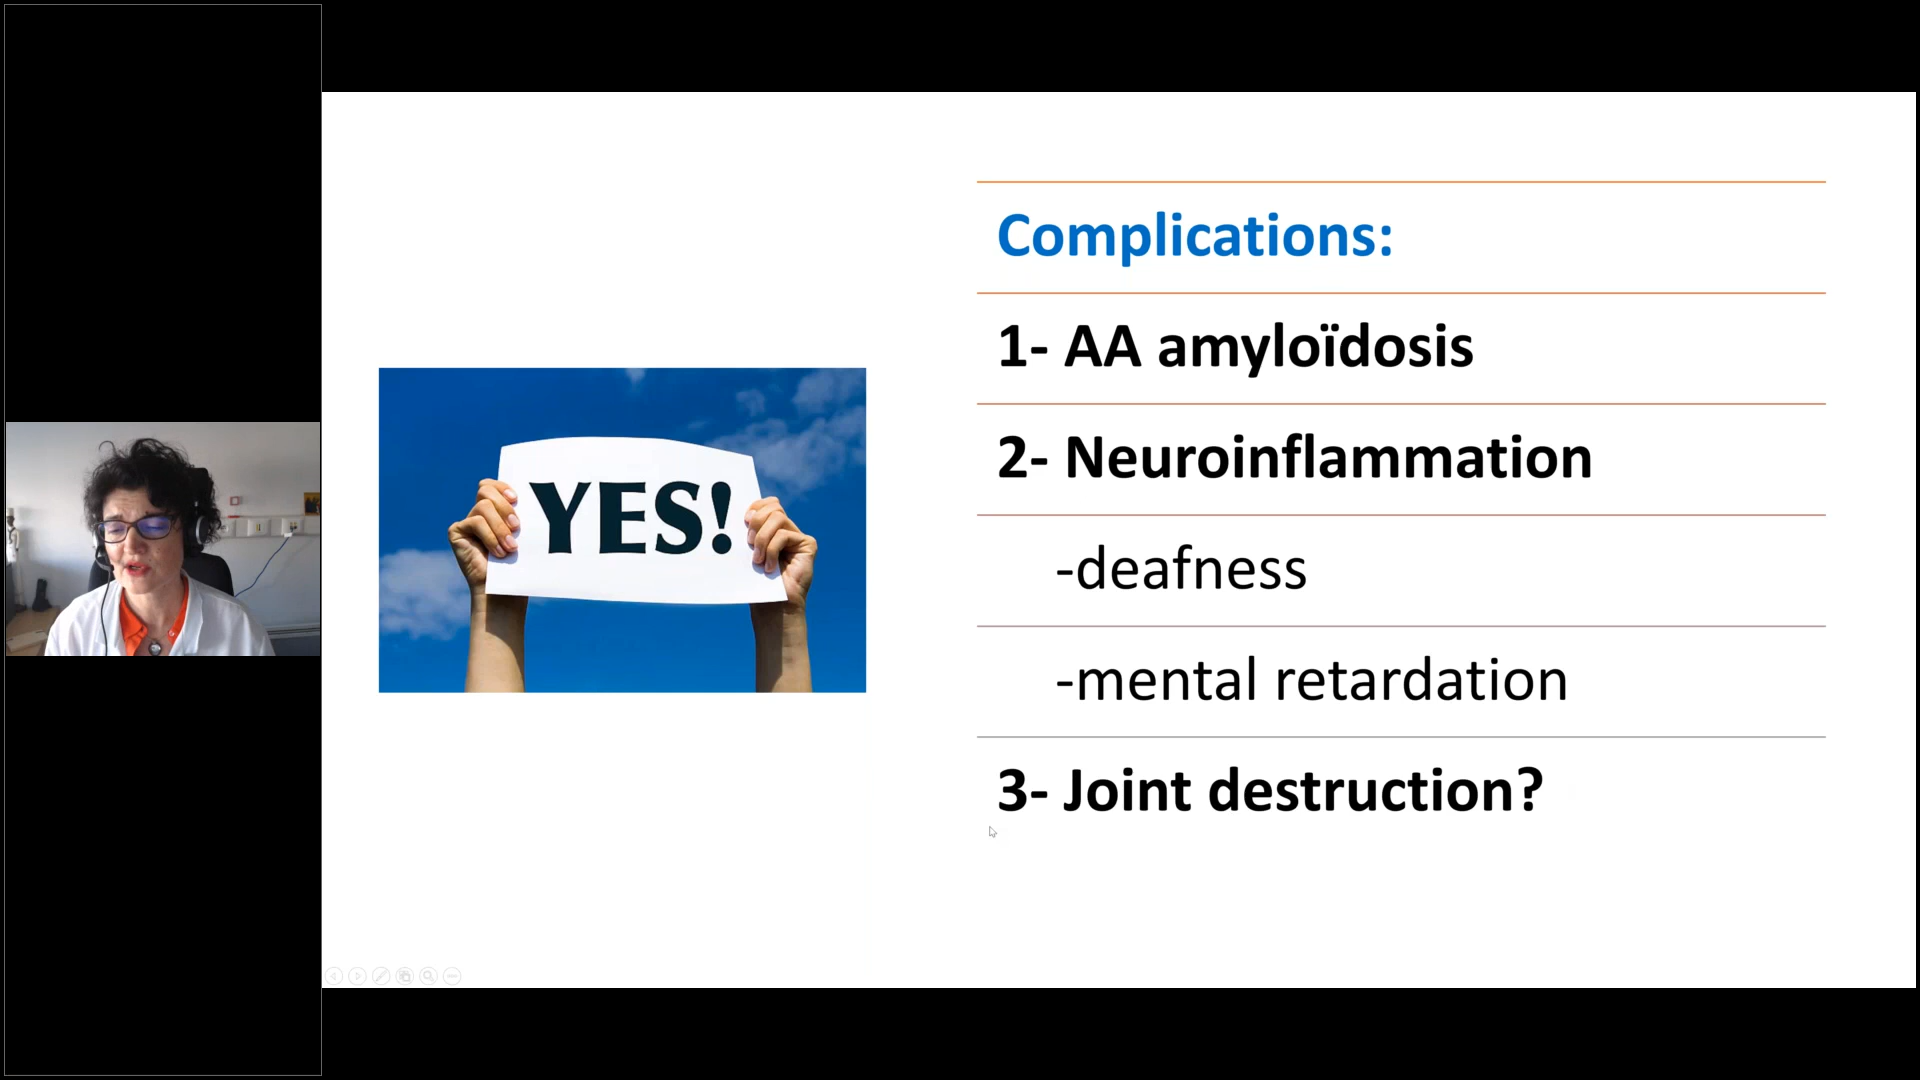 YES!
Complications:
1- AA amyloïdosis
2- Neuroinflammation
-deafness
-mental retardation
3- Joint destruction?